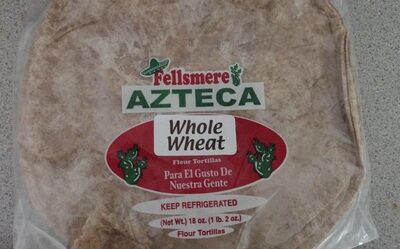 Fellsmere
AZTECA
Whole
Wheat
Flour Tortillas
Para El Gusto De
Nuestra Gente
KEEP REFRIGERATED
(Net Wt.) 18 oz. (1 lb. 2 oz.)
Flour Tortillas